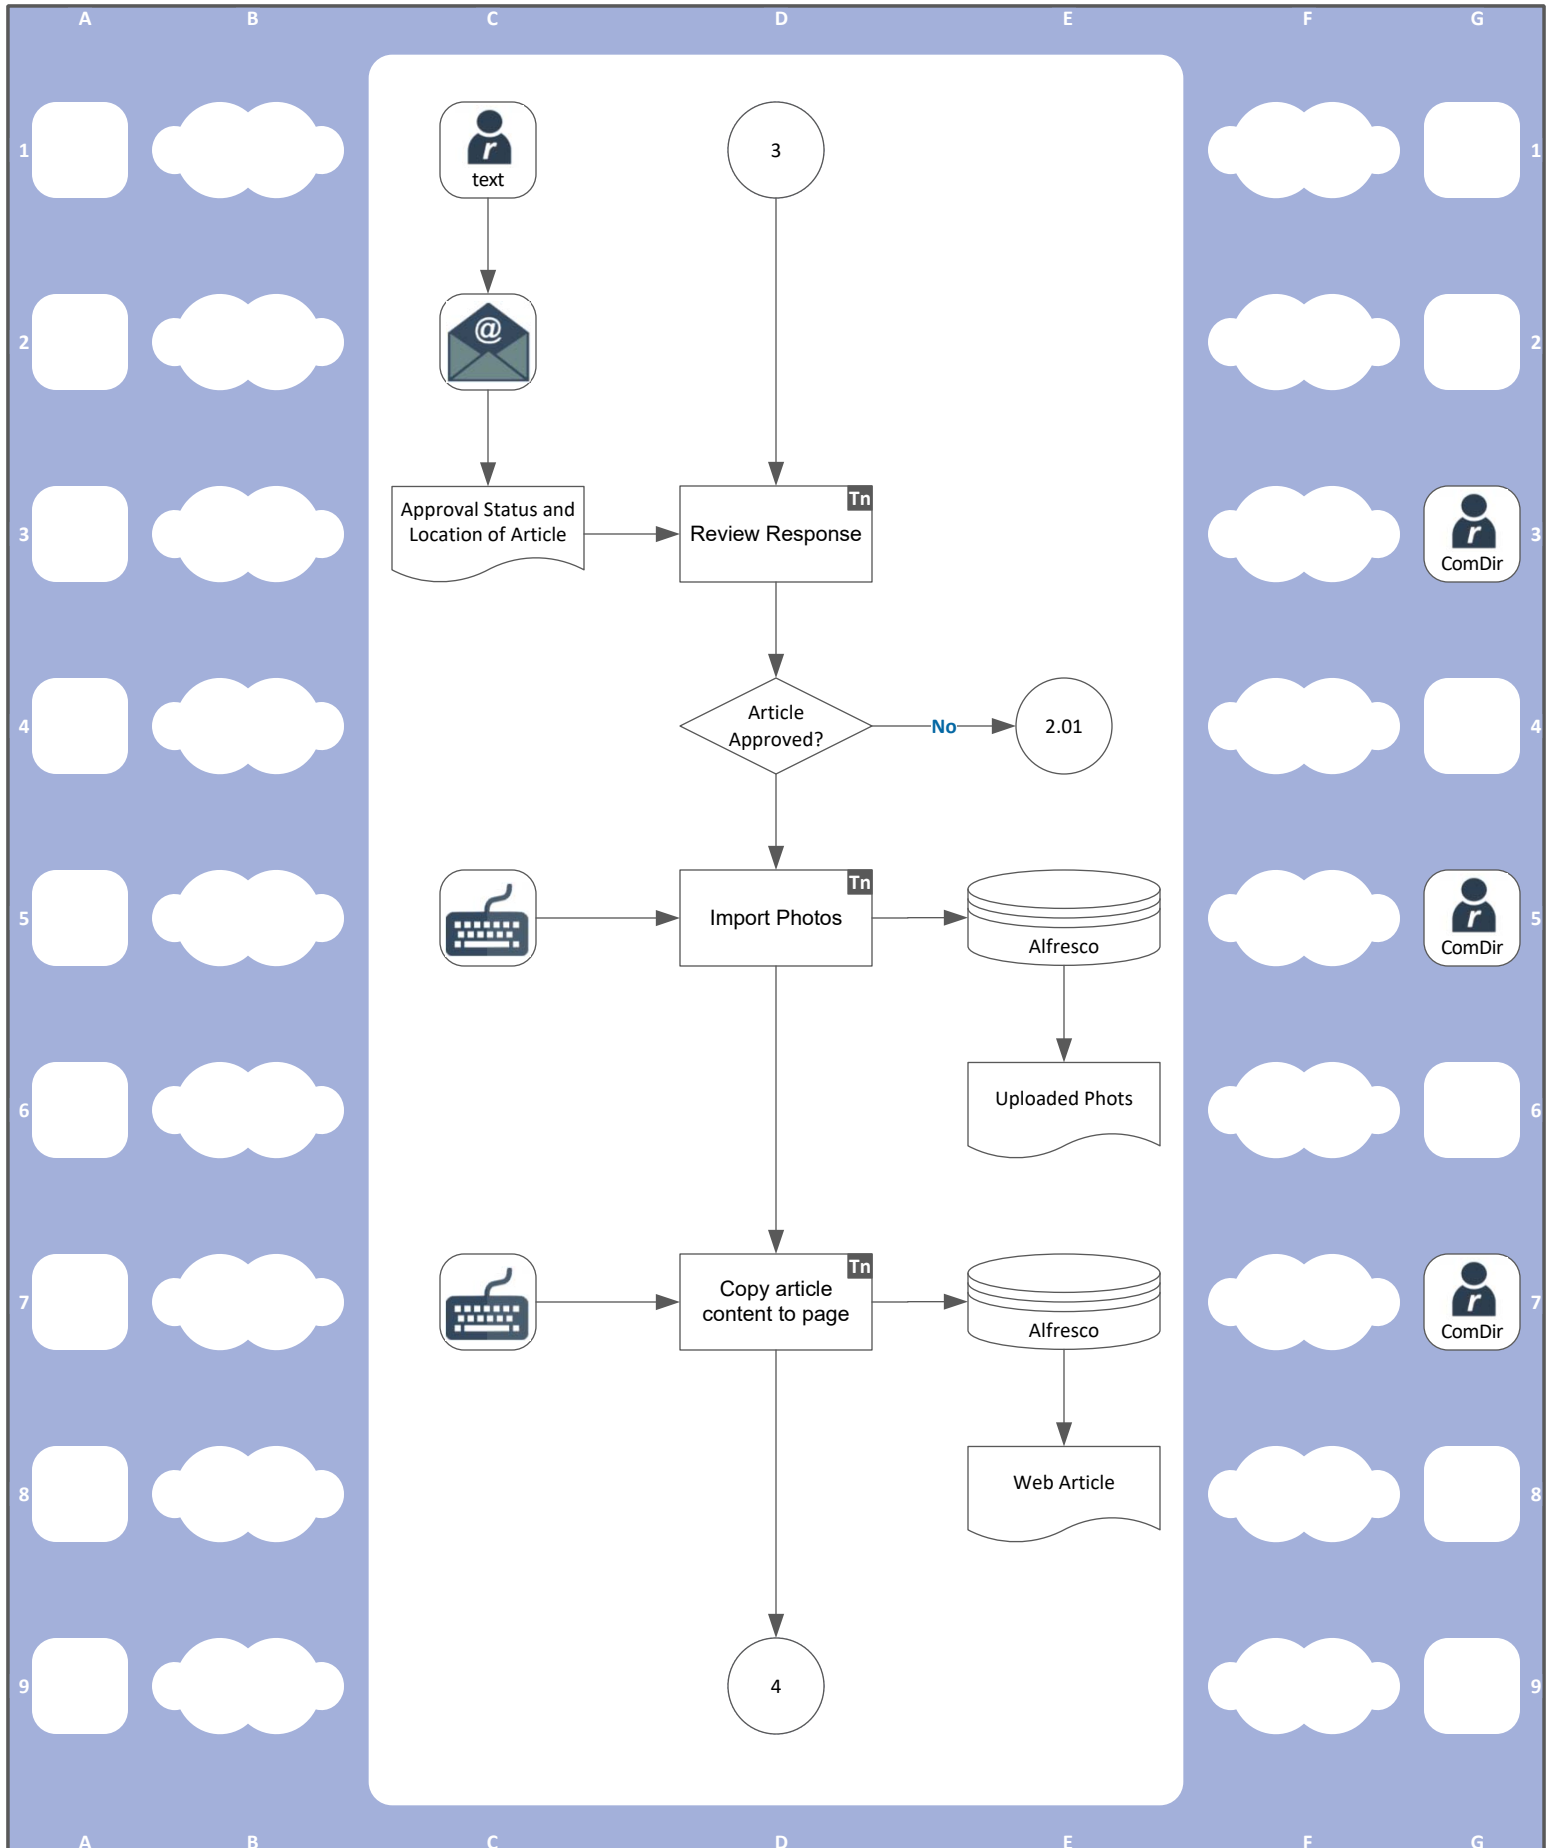 A B C D E F G
1 r 3 1
text
2 @ 2
Tn
3 Approval Status and r 3
Location of Article Review Response ComDir
4 Article No 2.01 4
Approved?
Tn
5 Import Photos r 5
Alfresco ComDir
6 Uploaded Phots 6
Tn
7 Copy article r 7
content to page Alfresco ComDir
8 Web Article 8
9 4 9
A B C D E F G